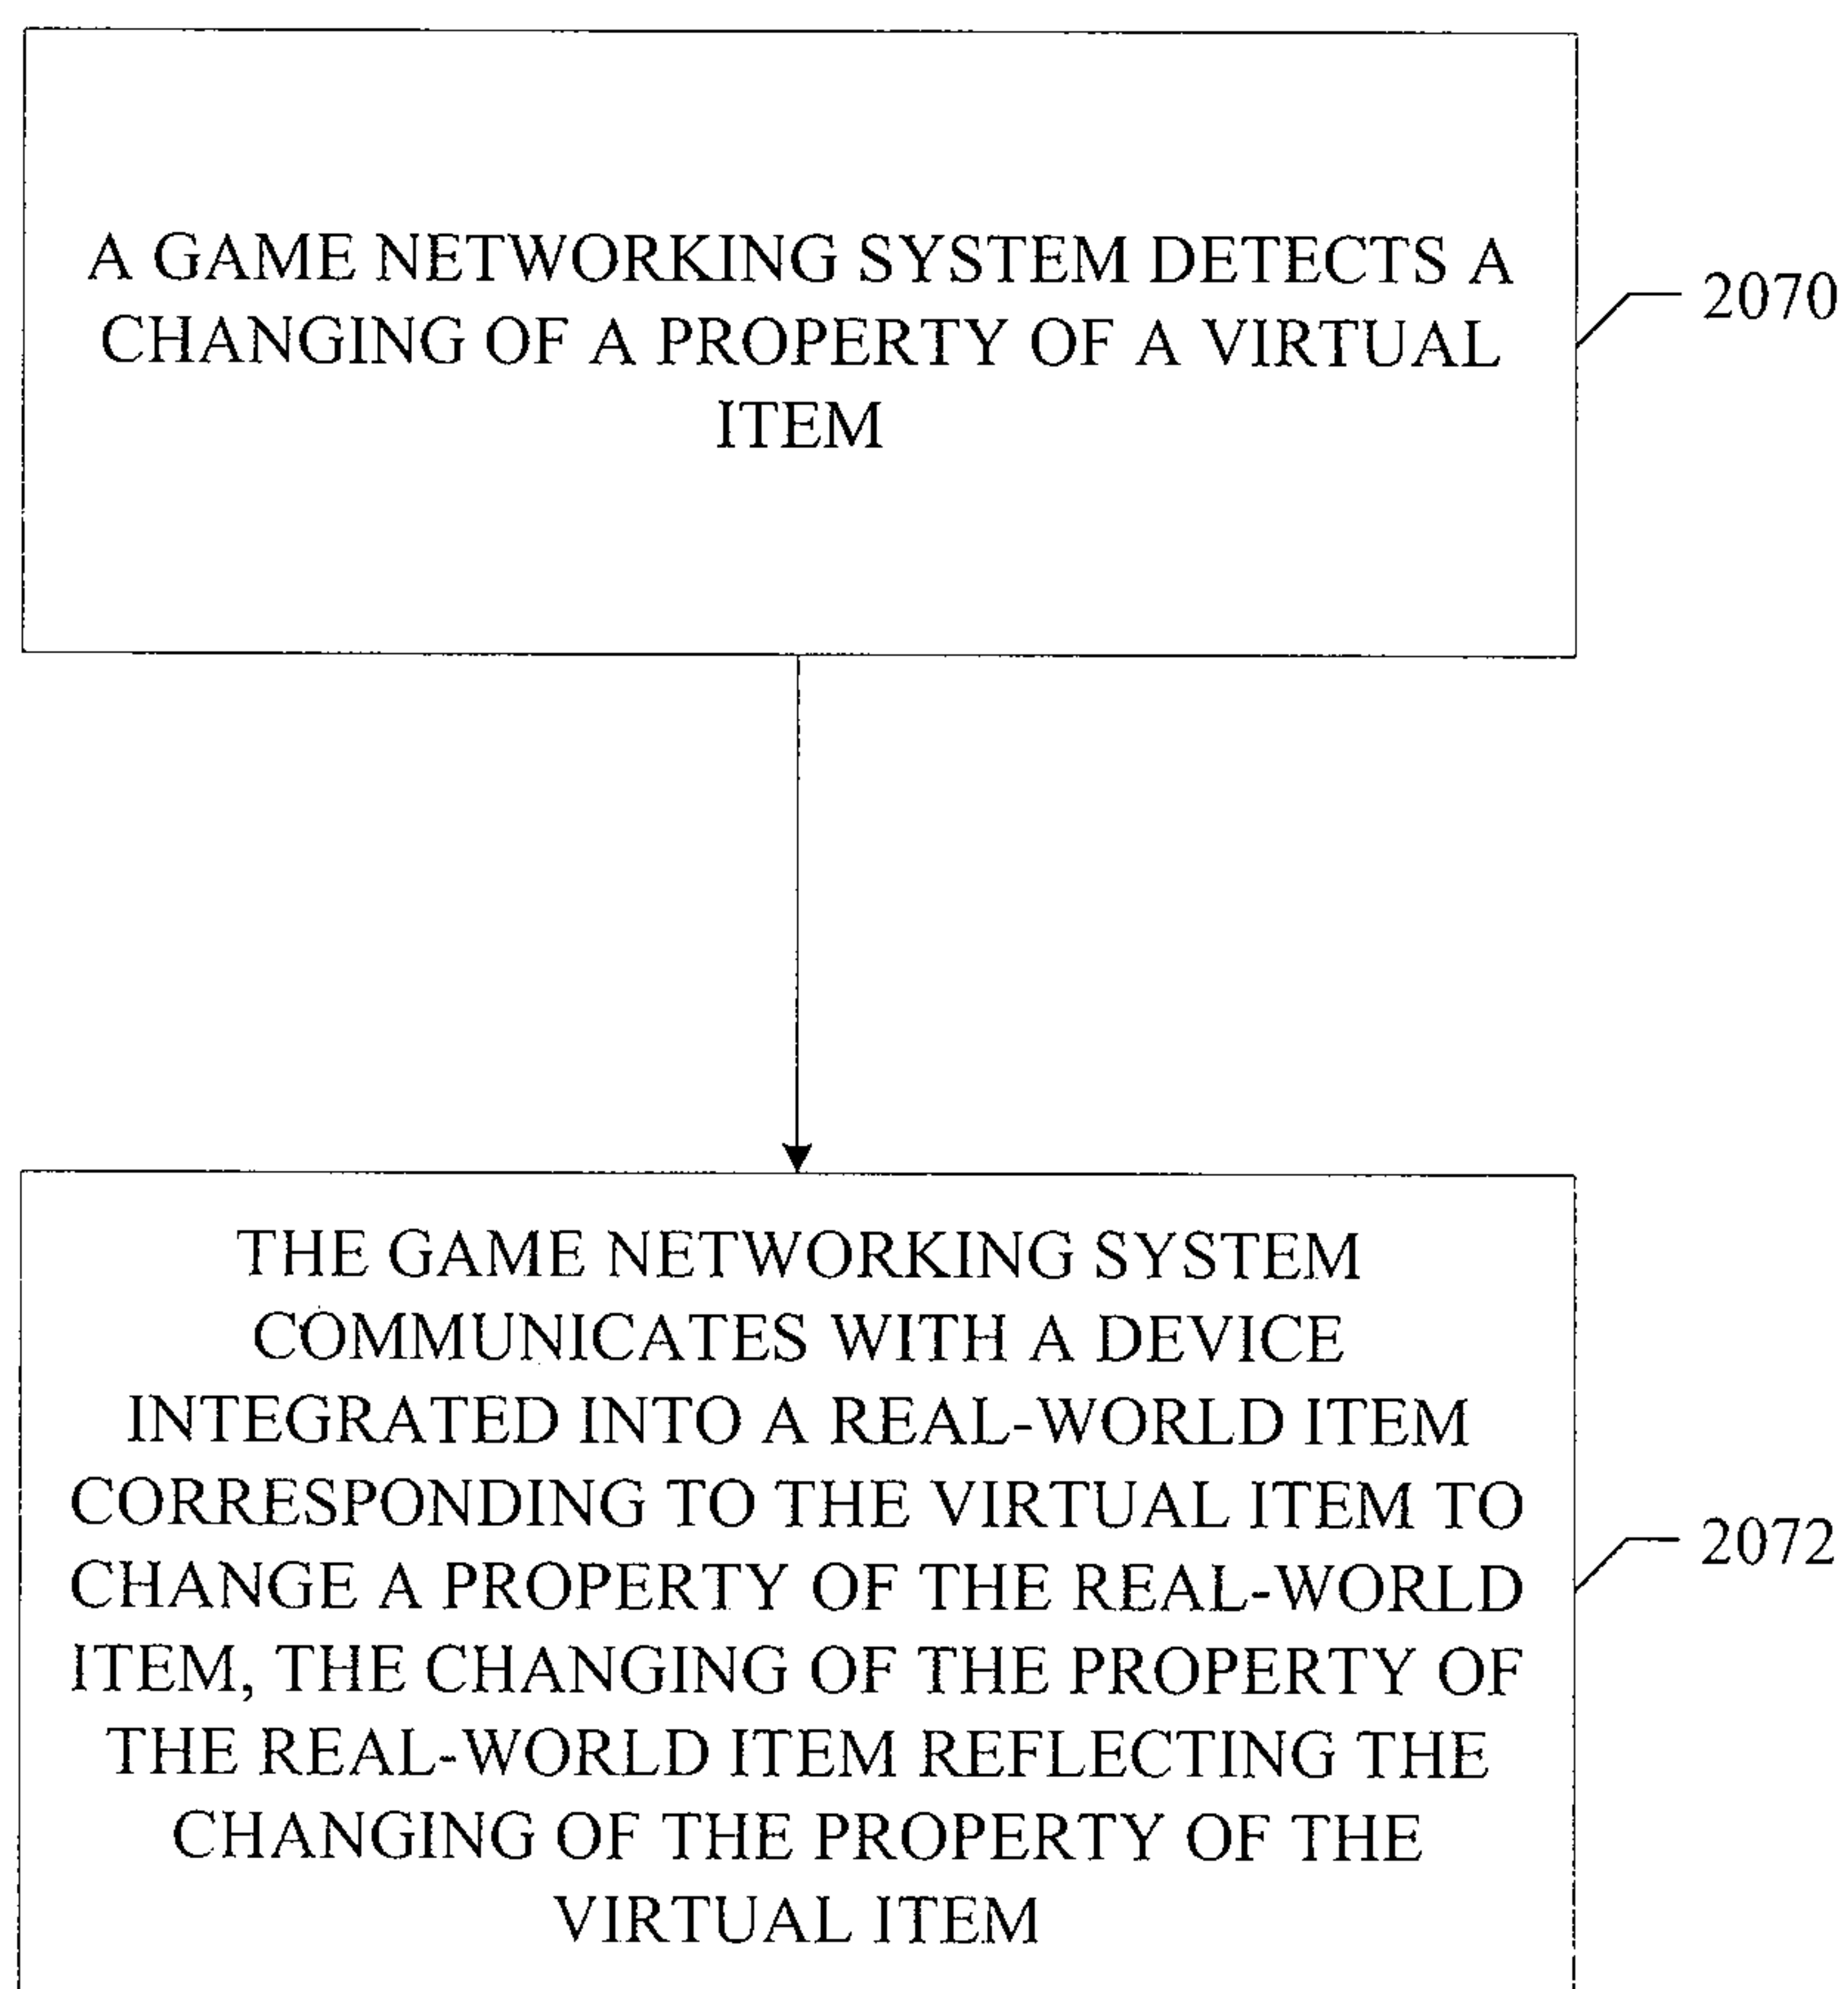 A GAME NETWORKING SYSTEM DETECTS A
CHANGING OF A PROPERTY OF A VIRTUAL
ITEM
2070
THE GAME NETWORKING SYSTEM
COMMUNICATES WITH A DEVICE
INTEGRATED INTO A REAL-WORLD ITEM
CORRESPONDING TO THE VIRTUAL ITEM TO
CHANGE A PROPERTY OF THE REAL-WORLD
ITEM, THE CHANGING OF THE PROPERTY OF
THE REAL-WORLD ITEM REFLECTING THE
CHANGING OF THE PROPERTY OF THE
VIRTUAL ITEM
2072